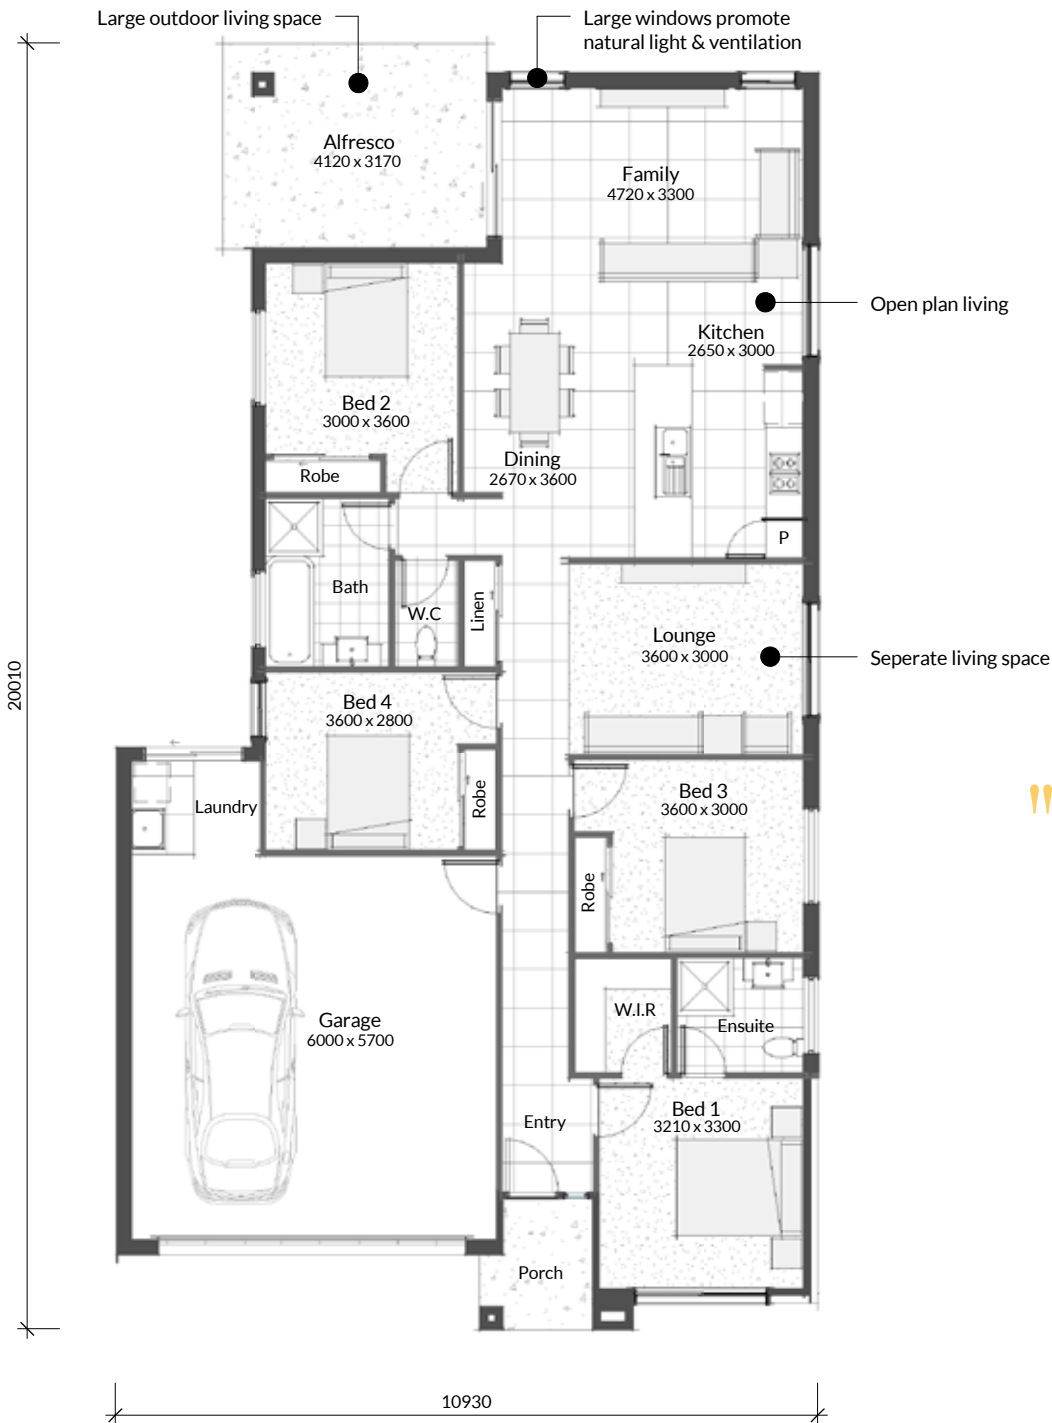 Large outdoor living space
Large windows promote
natural light & ventilation
Alfresco
4120 x 3170
Family
4720 x 3300
Open plan living
Kitchen
2650 x 3000
Bed 2
3000 x 3600
Dining
2670 x 3600
Robe
P
Bath
W.C
Linen
Lounge
3600 x 3000
Seperate living space
20010
Bed 4
3600 x 2800
Robe
Laundry
Bed 3
3600 x 3000
Robe
"
W.I.R
Ensuite
Garage
6000 x 5700
Entry
Bed 1
3210 x 3300
Porch
10930